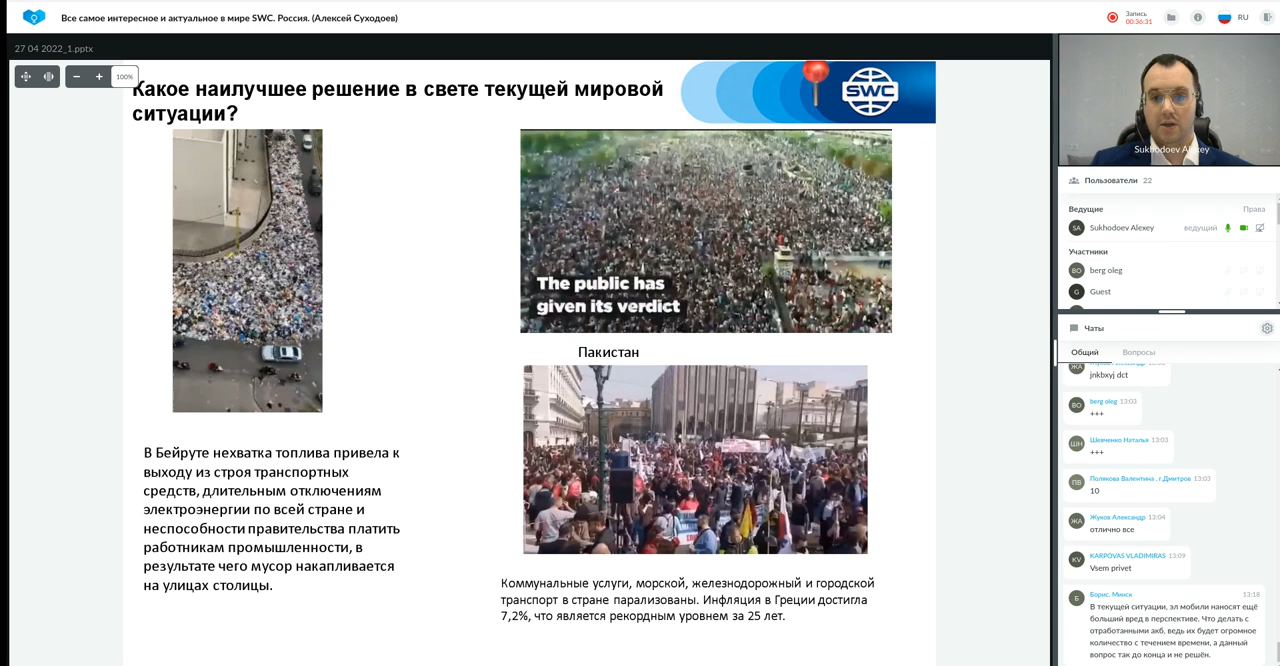 Все самое интересное и актуальное в мире SWC. Россия. (Алексей Суходоев)
Запись
00:36:31
RU
27 04 2022_1.pptx
100%
Какое наилучшее решение в свете текущей мировой
ситуации?
SWC
The public has
given its verdict
Пакистан
В Бейруте нехватка топлива привела к
выходу из строя транспортных
средств, длительным отключениям
электроэнергии по всей стране и
неспособности правительства платить
работникам промышленности, в
результате чего мусор накапливается
на улицах столицы.
Коммунальные услуги, морской, железнодорожный и городской
транспорт в стране парализованы. Инфляция в Греции достигла
7,2%, что является рекордным уровнем за 25 лет.
Sukhodoev Alexey
Пользователи 22
Ведущие Права
SA Sukhodoev Alexey ведущий
Участники
BO berg oleg
G Guest
Чаты
Общий Вопросы
ЖА
jnkbxyj dct
BO berg oleg 13:03
+++
ШН Шевченко Наталья 13:03
+++
ПВ Полякова Валентина , г.Дмитров 13:03
10
ЖА Жуков Александр 13:04
отлично все
KV KARPOVAS VLADIMIRAS 13:09
Vsem privet
Б Борис. Минск 13:18
В текущей ситуации, эл мобили наносят ещё
больший вред в перспективе. Что делать с
отработанными акб, ведь их будет огромное
количество с течением времени, а данный
вопрос так до конца и не решён.